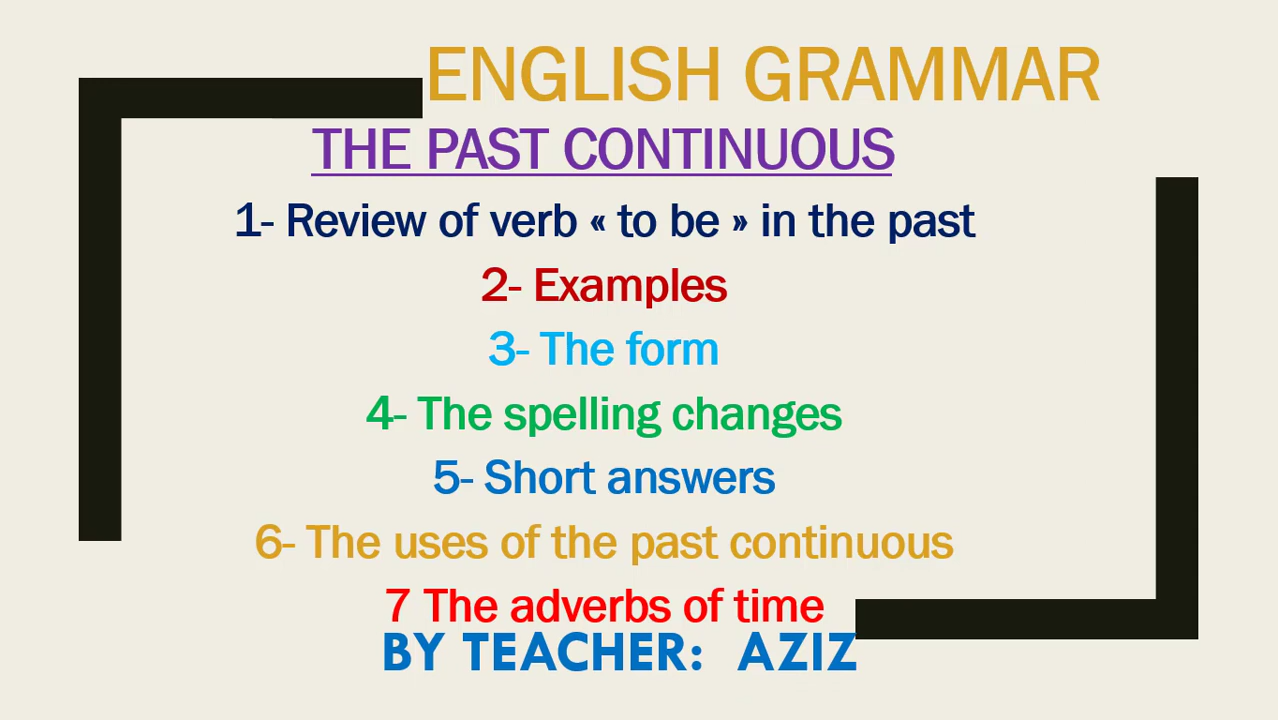 ENGLISH GRAMMAR
THE PAST CONTINUOUS
1- Review of verb « to be » in the past
2- Examples
3- The form
4- The spelling changes
5- Short answers
6- The uses of the past continuous
7 The adverbs of time
BY TEACHER: AZIZ